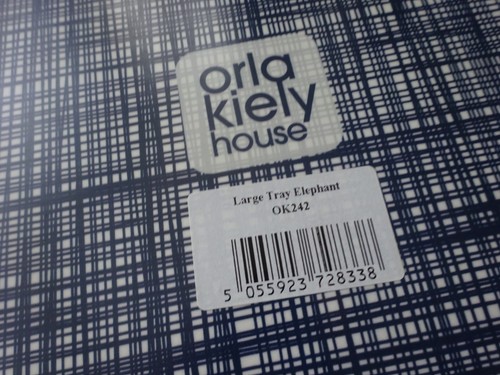 orla
kiely
house
Large Tray Elephant
OK242
5 055923 728338